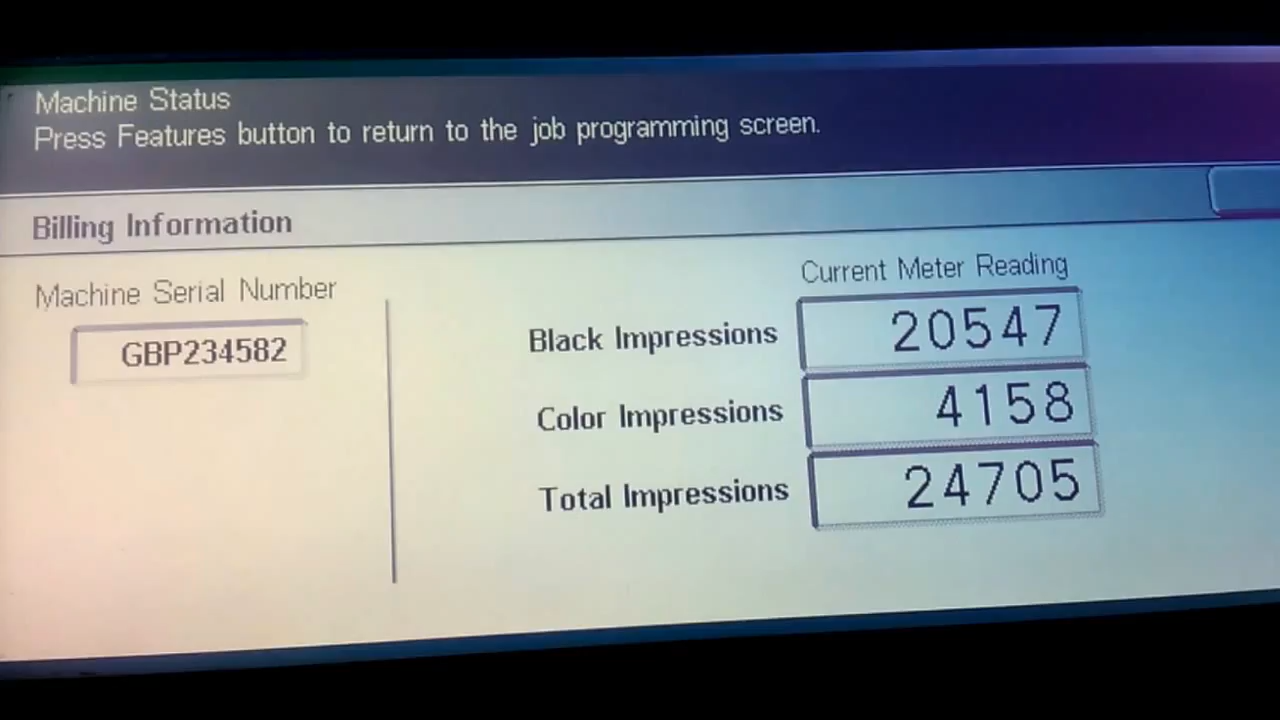 Machine Status
Press Features button to return to the job programming screen.
Billing Information
Machine Serial Number
GBP234582
Current Meter Reading
Black Impressions 20547
Color Impressions 4158
Total Impressions 24705